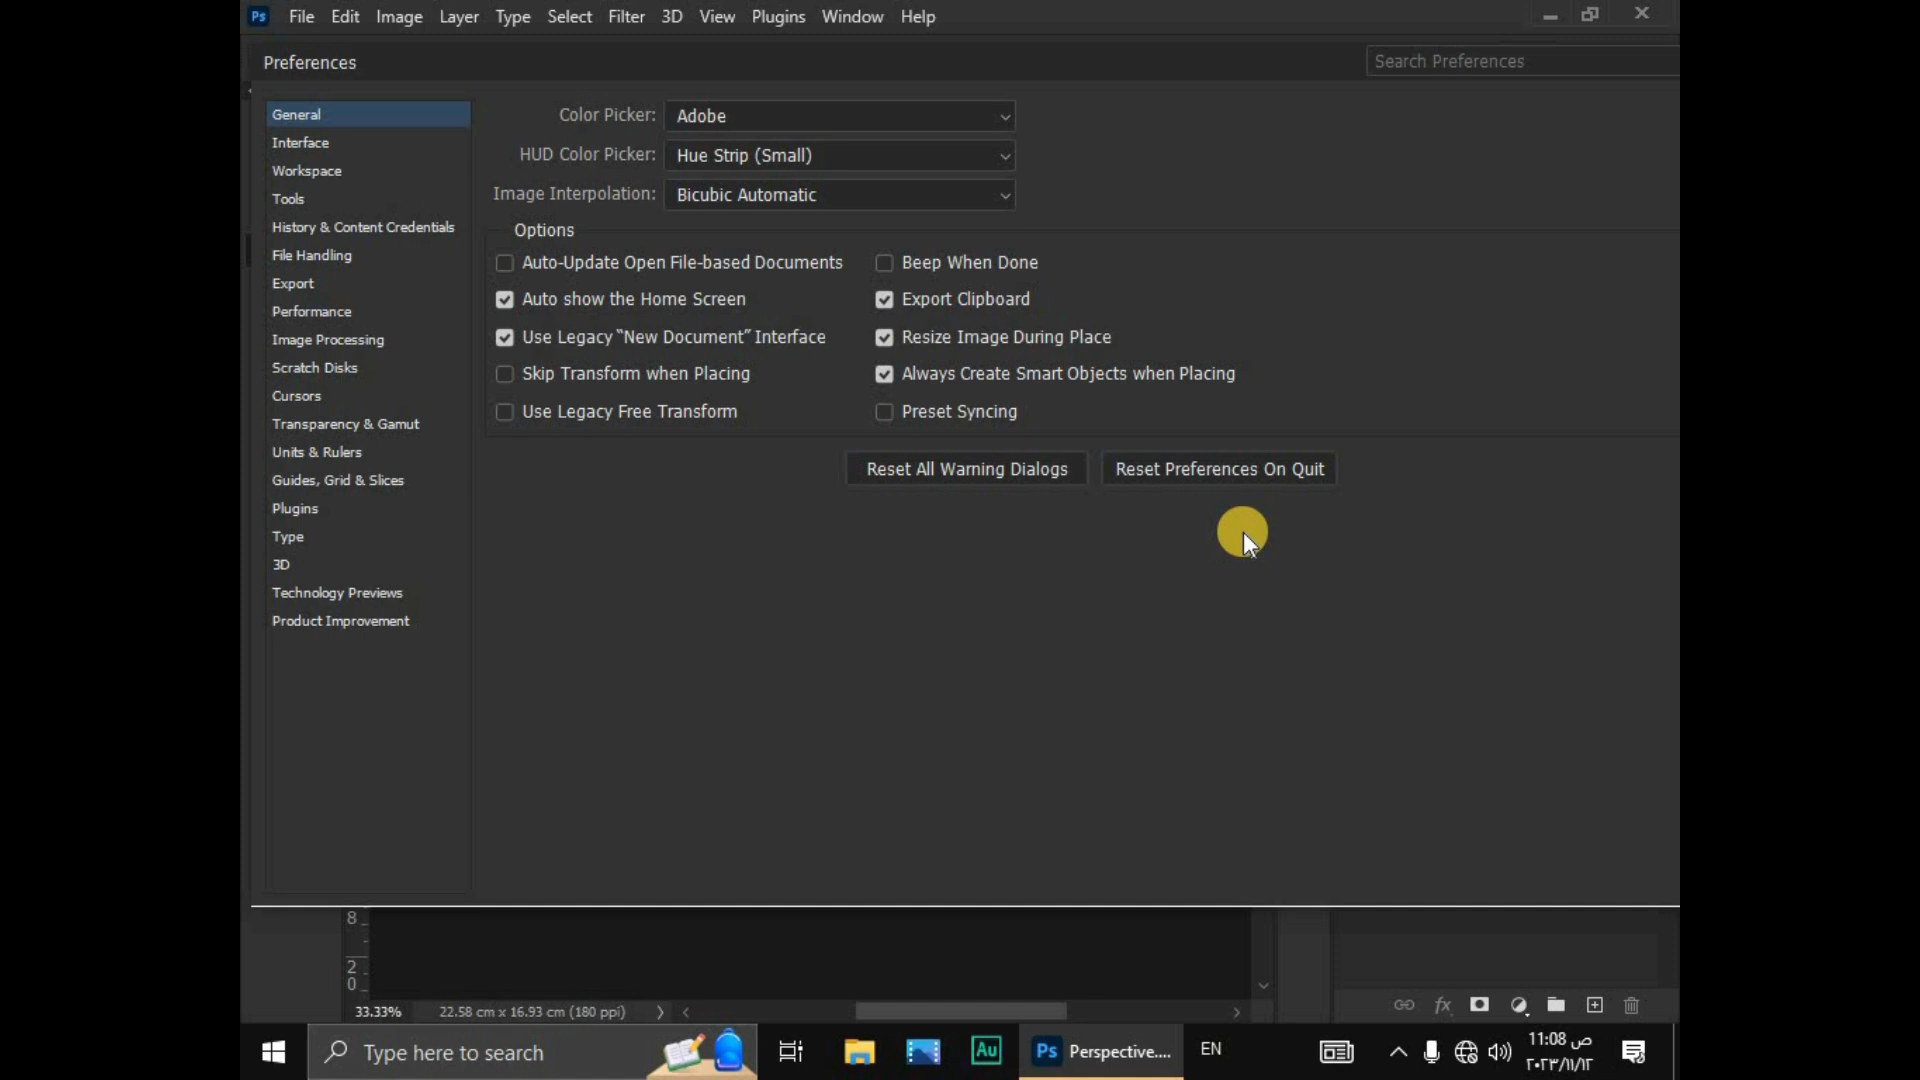 Ps File Edit Image Layer Type Select Filter 3D View Plugins Window Help
Preferences
Search Preferences
General
Interface
Workspace
Tools
History & Content Credentials
File Handling
Export
Performance
Image Processing
Scratch Disks
Cursors
Transparency & Gamut
Units & Rulers
Guides, Grid & Slices
Plugins
Type
3D
Technology Previews
Product Improvement
Color Picker: Adobe
HUD Color Picker: Hue Strip (Small)
Image Interpolation: Bicubic Automatic
Options
Auto-Update Open File-based Documents
Beep When Done
Auto show the Home Screen
Export Clipboard
Use Legacy “New Document” Interface
Resize Image During Place
Skip Transform when Placing
Always Create Smart Objects when Placing
Use Legacy Free Transform
Preset Syncing
Reset All Warning Dialogs
Reset Preferences On Quit
8
2
0
33.33% 22.58 cm x 16.93 cm (180 ppi)
fx
Type here to search
Au
Ps Perspective....
EN
11:08 ص
٢٠٢٣/١١/١٢